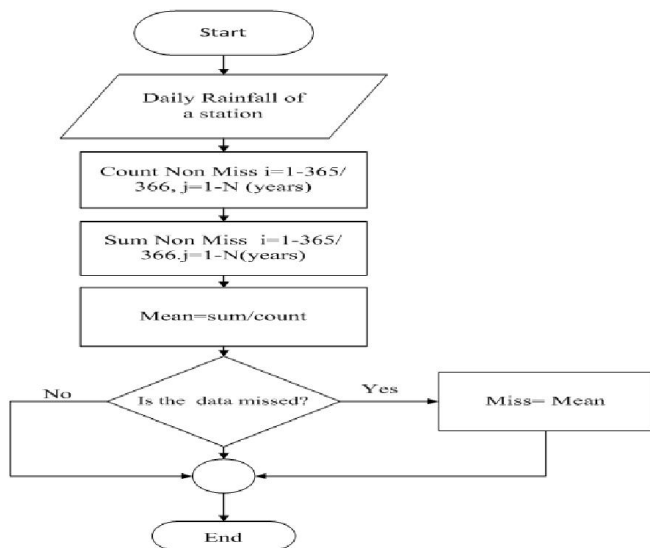 Start
Daily Rainfall of
a station
Count Non Miss i=1-365/
366, j=1-N (years)
Sum Non Miss i=1-365/
366.j=1-N(years)
Mean=sum/count
No
Is the data missed?
Yes
Miss= Mean
End